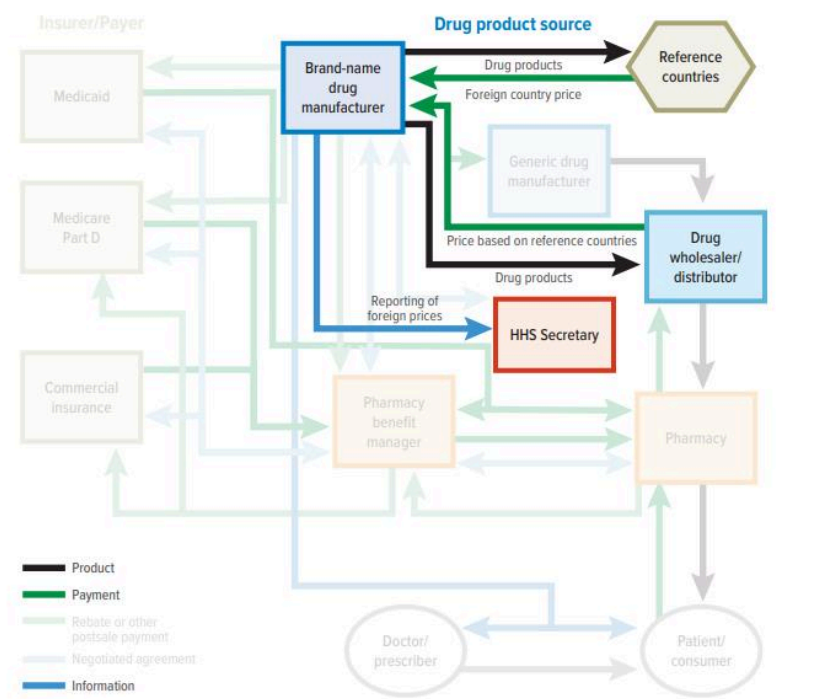 Insurer/Payer
Drug product source
Brand-name
drug
manufacturer
Drug products
Reference
countries
Foreign country price
Medicaid
Generic drug
manufacturer
Medicare
Part D
Price based on reference countries
Drug
wholesaler/
distributor
Drug products
Reporting of
foreign prices
HHS Secretary
Commercial
insurance
Pharmacy
benefit
manager
Pharmacy
Product
Payment
Rebate or other
postsale payment
Negotiated agreement
Information
Doctor/
prescriber
Patient/
consumer